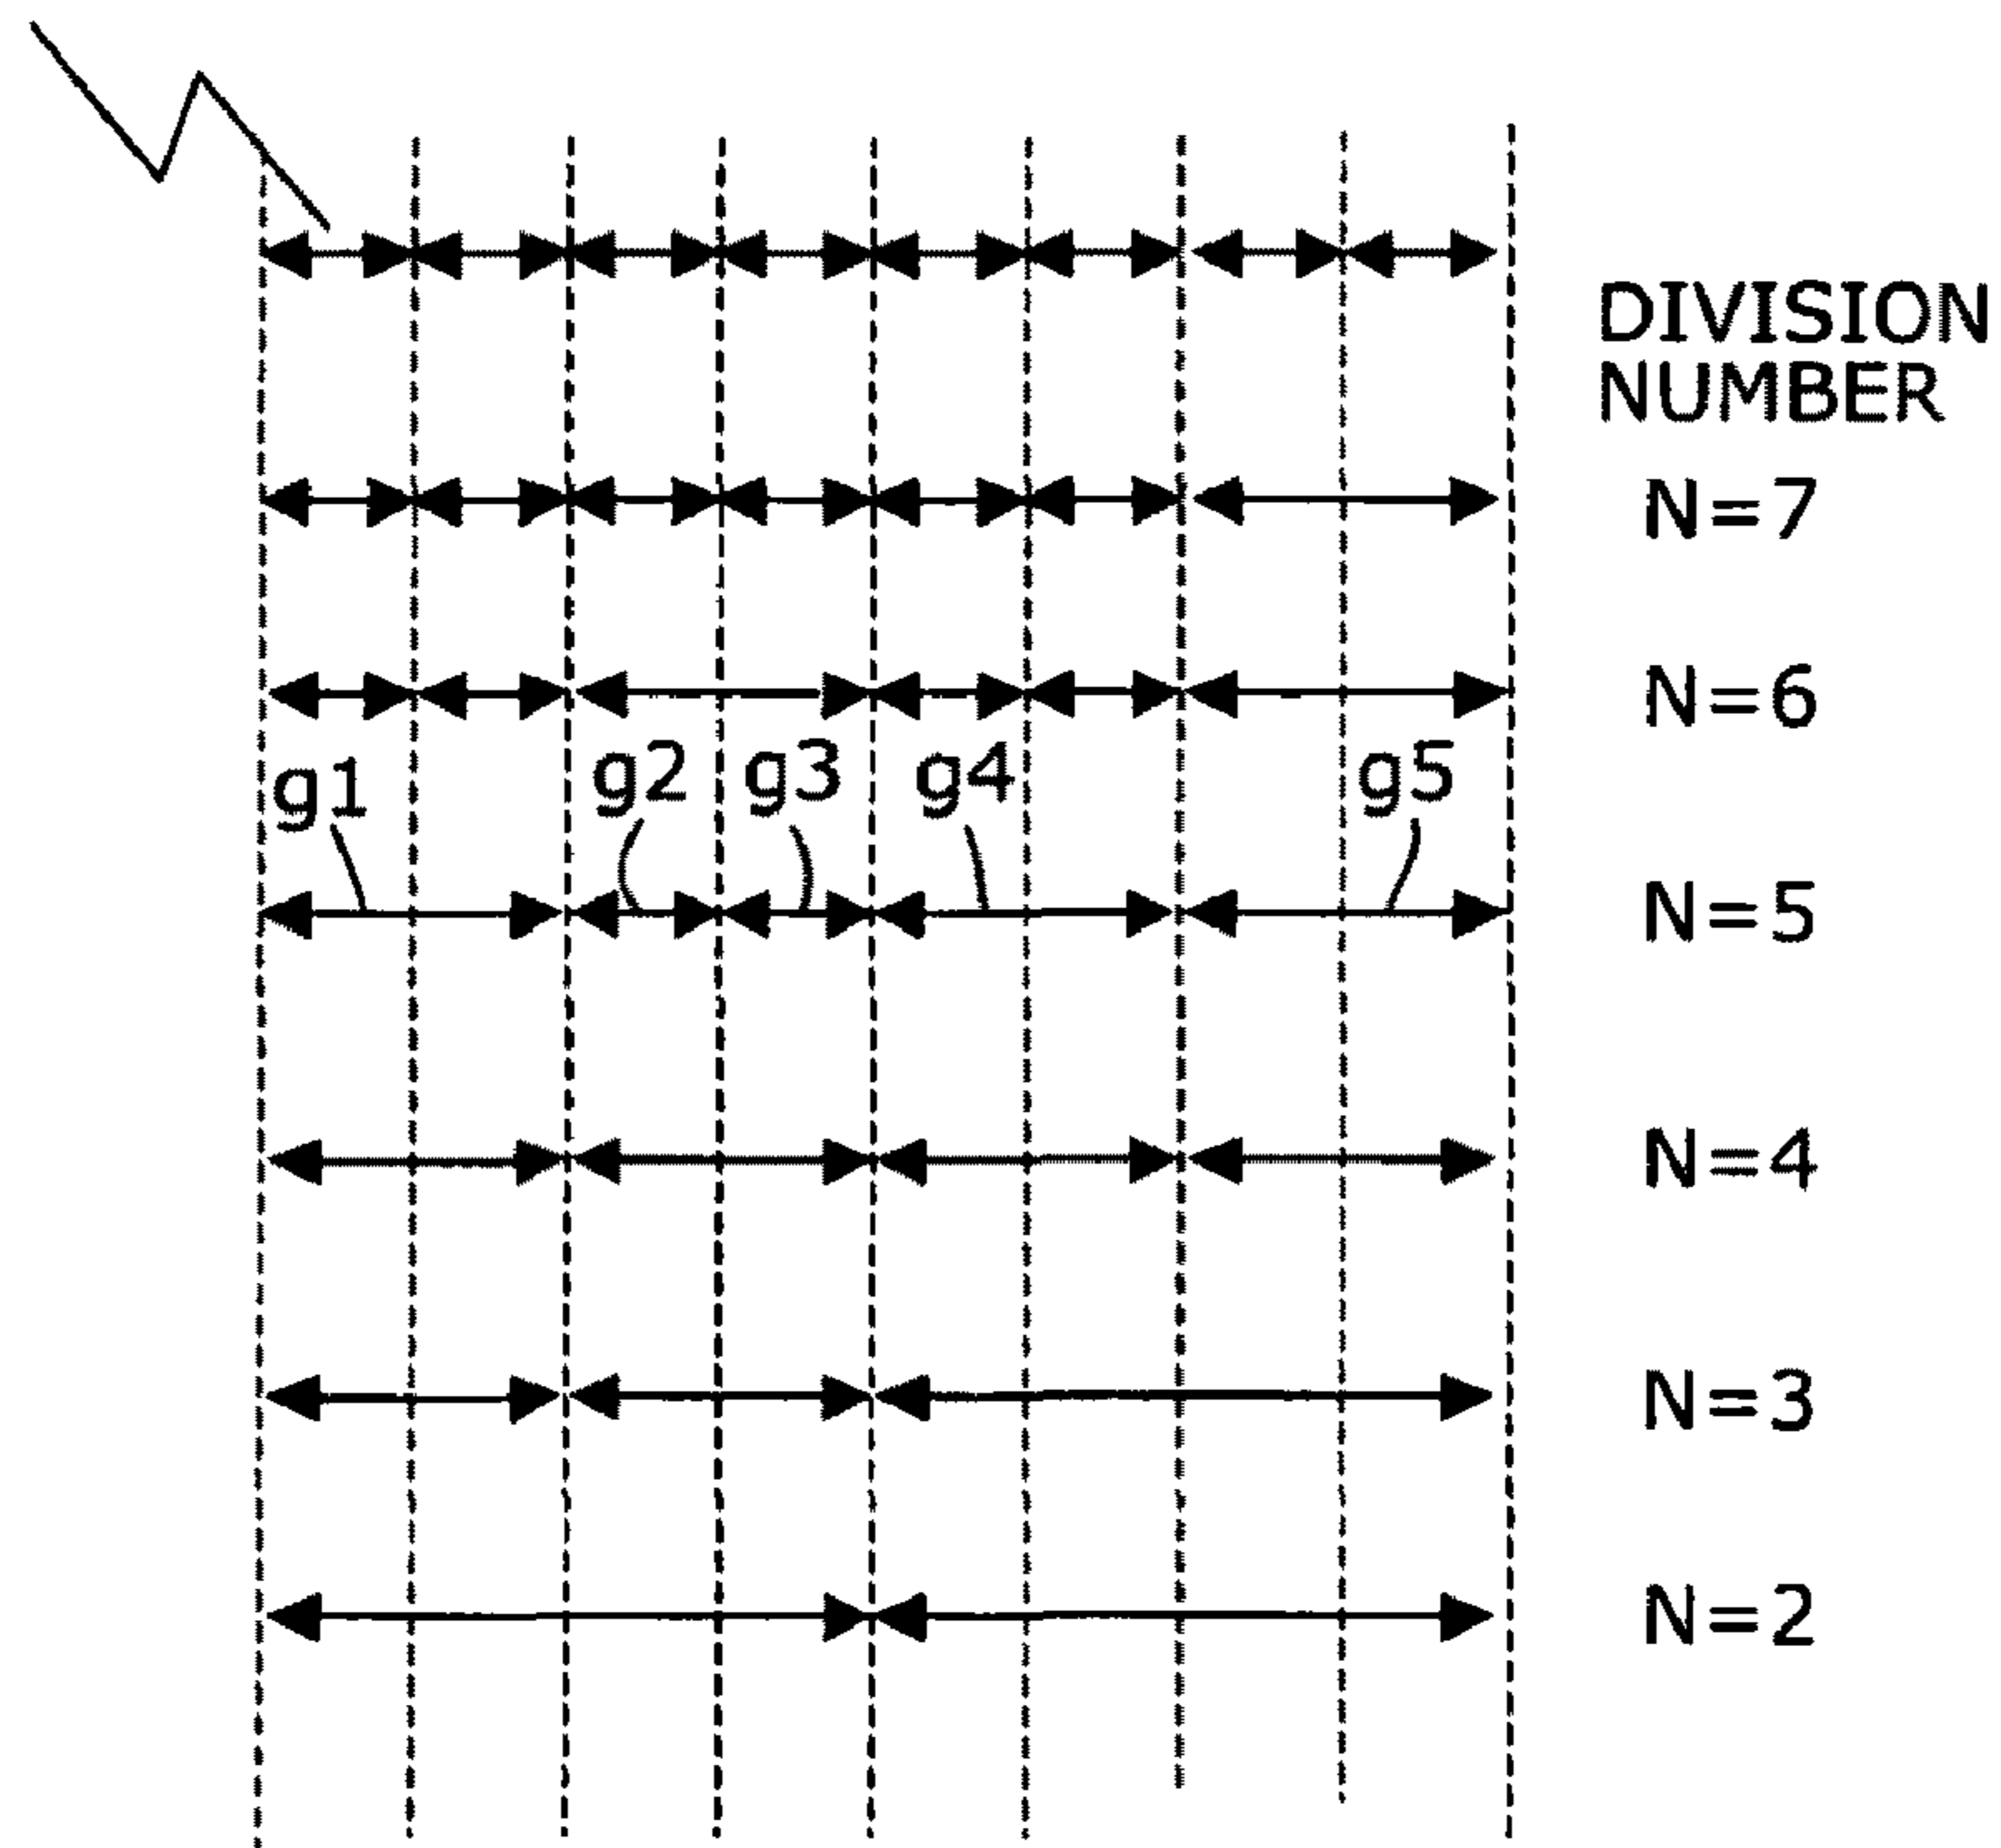 DIVISION
NUMBER
N=7
N=6
g1 g2 g3 g4 g5
N=5
N=4
N=3
N=2